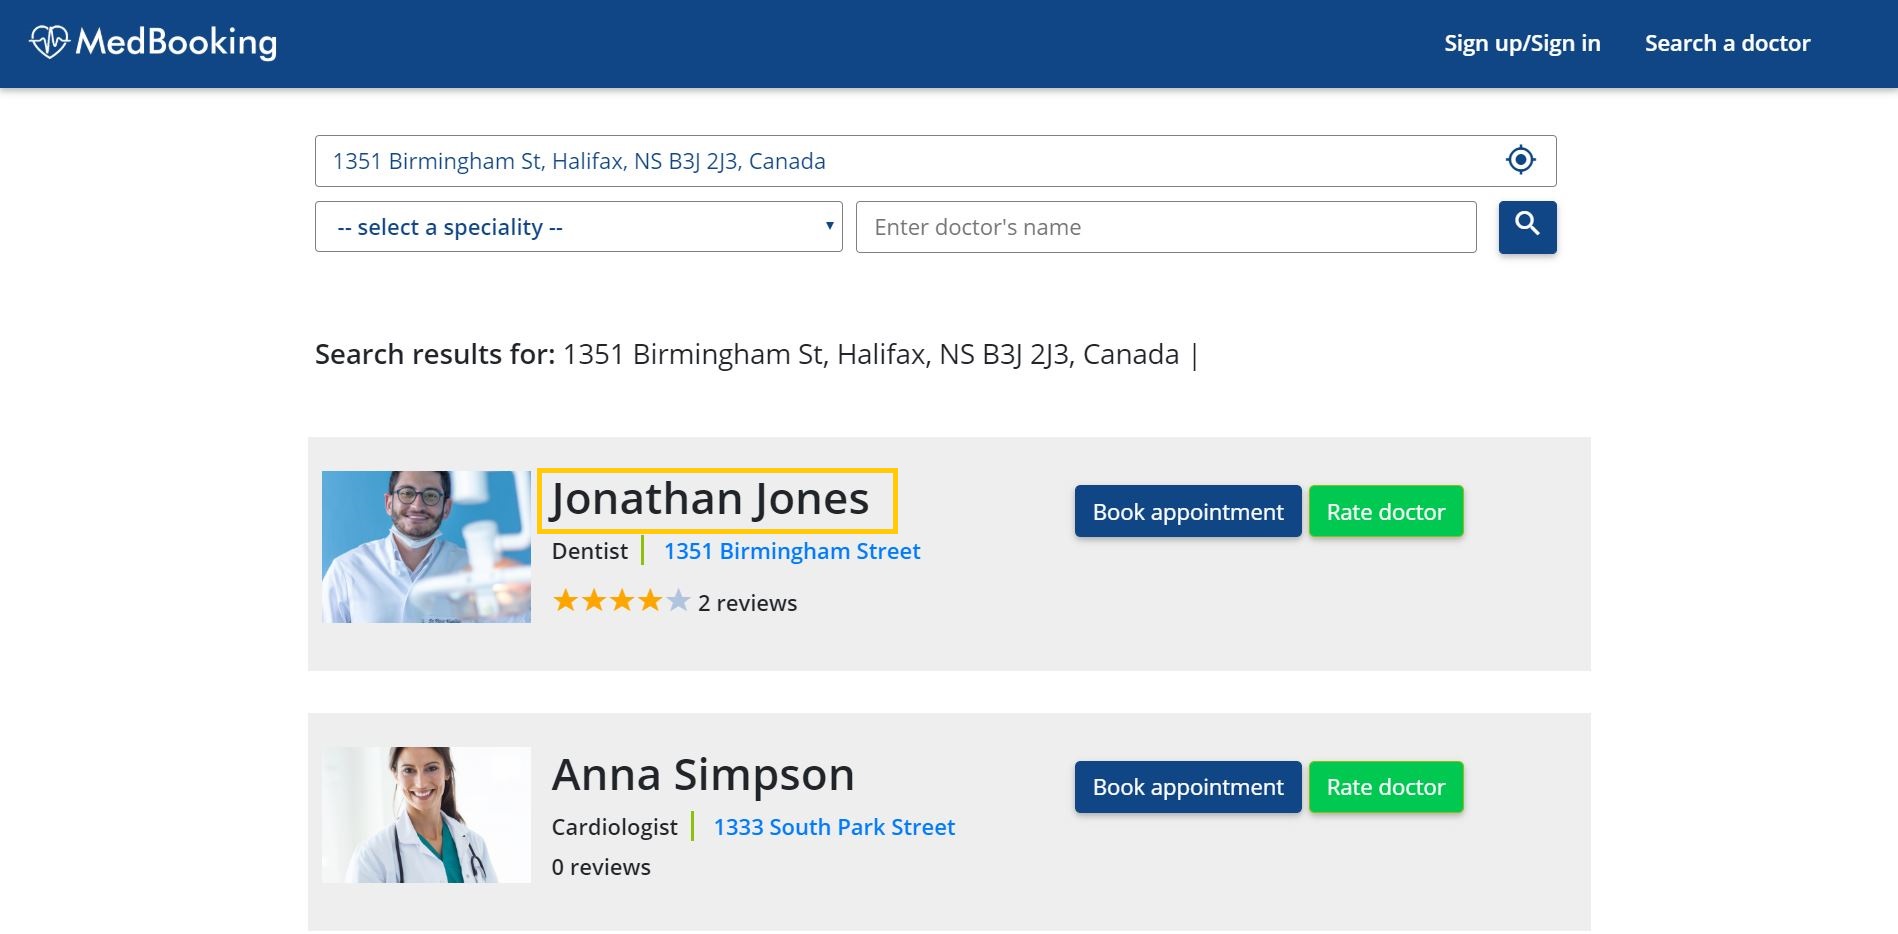 MedBooking
Sign up/Sign in
Search a doctor
1351 Birmingham St, Halifax, NS B3J 2J3, Canada
-- select a speciality --
Enter doctor's name
Search results for: 1351 Birmingham St, Halifax, NS B3J 2J3, Canada |
Jonathan Jones
Book appointment
Rate doctor
Dentist
1351 Birmingham Street
2 reviews
Anna Simpson
Book appointment
Rate doctor
Cardiologist
1333 South Park Street
0 reviews